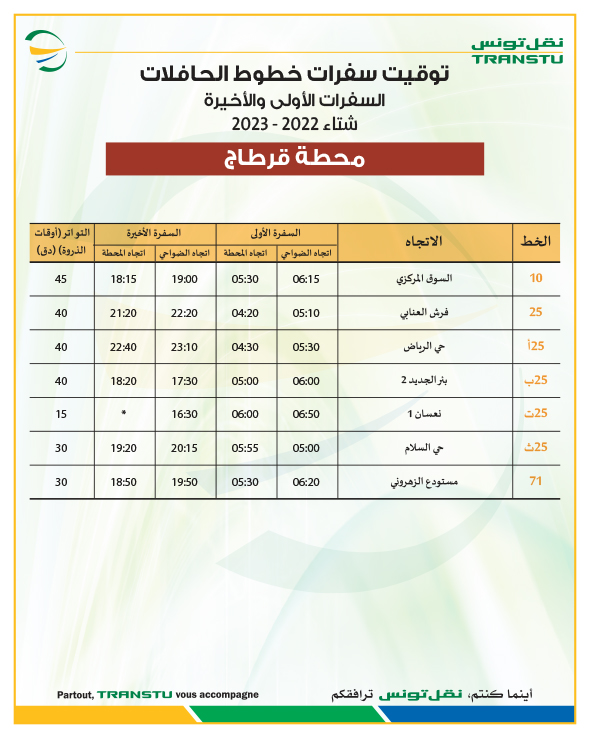 نقل تونس
TRANSTU
توقيت سفرات خطوط الحافلات
السفرات الأولى والأخيرة
شتاء 2022 - 2023
محطة قرطاج
الخط الاتجاه السفرة الأولى السفرة الأخيرة التواتر (أوقات الذروة) (دق)
اتجاه الضواحي اتجاه المحطة اتجاه الضواحي اتجاه المحطة
10 السوق المركزي 06:15 05:30 19:00 18:15 45
25 فرش العنابي 05:10 04:20 22:20 21:20 40
25أ حي الرياض 05:30 04:30 23:10 22:40 40
25ب بئر الجديد 2 06:00 05:00 17:30 18:20 40
25ت نعسان 1 06:50 06:00 16:30 * 15
25ث حي السلام 05:00 05:55 20:15 19:20 30
71 مستودع الزهروني 06:20 05:30 19:50 18:50 30
أينما كنتم، نقل تونس ترافقكم
Partout, TRANSTU vous accompagne